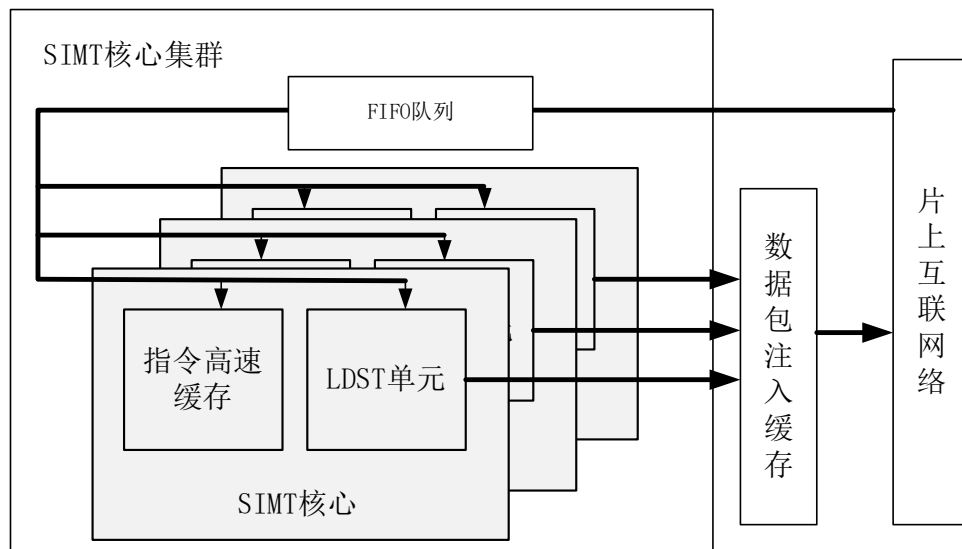 SIMT核心集群
FIFO队列
指令高速
缓存
LDST单元
SIMT核心
数据包注入缓存
片上互联网络